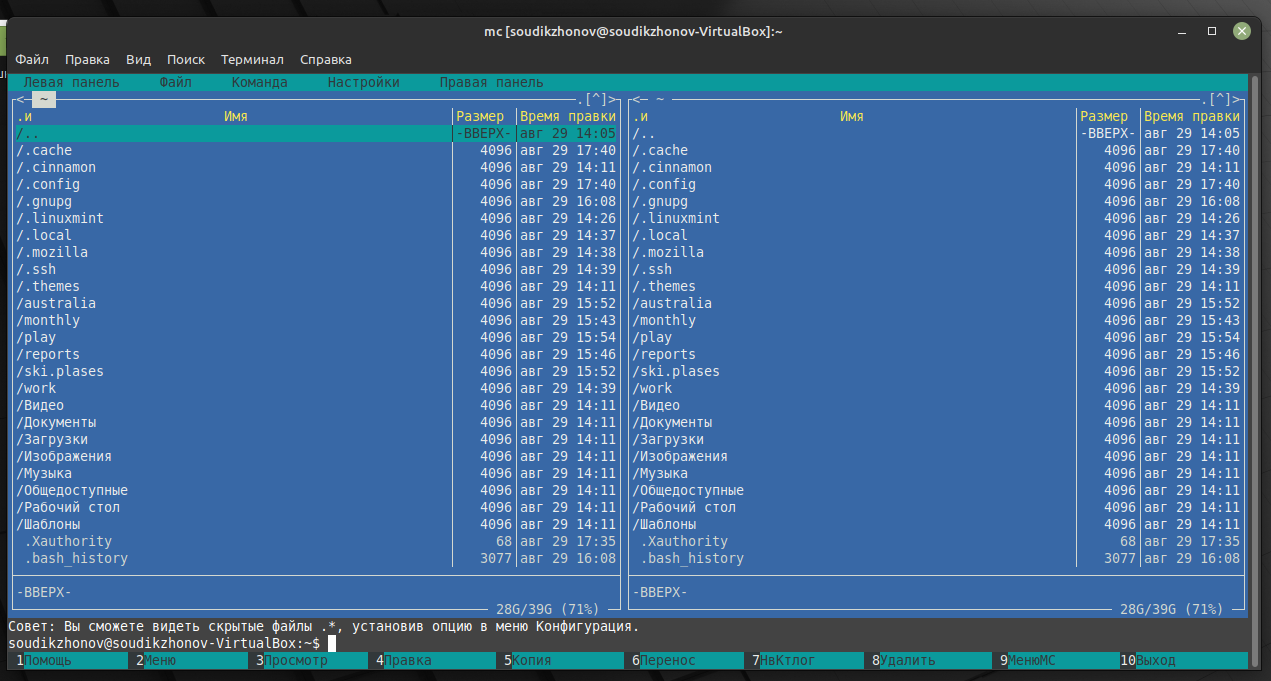 mc [soudikzhonov@soudikzhonov-VirtualBox]:~
Файл Правка Вид Поиск Терминал Справка
Левая панель Файл Команда Настройки Правая панель
<─ ~ .[^]> <─ ~ .[^]>
.и Имя Размер Время правки .и Имя Размер Время правки
/.. -ВВЕРХ- авг 29 14:05 /.. -ВВЕРХ- авг 29 14:05
/.cache 4096 авг 29 17:40 /.cache 4096 авг 29 17:40
/.cinnamon 4096 авг 29 14:11 /.cinnamon 4096 авг 29 14:11
/.config 4096 авг 29 17:40 /.config 4096 авг 29 17:40
/.gnupg 4096 авг 29 16:08 /.gnupg 4096 авг 29 16:08
/.linuxmint 4096 авг 29 14:26 /.linuxmint 4096 авг 29 14:26
/.local 4096 авг 29 14:37 /.local 4096 авг 29 14:37
/.mozilla 4096 авг 29 14:38 /.mozilla 4096 авг 29 14:38
/.ssh 4096 авг 29 14:39 /.ssh 4096 авг 29 14:39
/.themes 4096 авг 29 14:11 /.themes 4096 авг 29 14:11
/australia 4096 авг 29 15:52 /australia 4096 авг 29 15:52
/monthly 4096 авг 29 15:43 /monthly 4096 авг 29 15:43
/play 4096 авг 29 15:54 /play 4096 авг 29 15:54
/reports 4096 авг 29 15:46 /reports 4096 авг 29 15:46
/ski.plases 4096 авг 29 15:52 /ski.plases 4096 авг 29 15:52
/work 4096 авг 29 14:39 /work 4096 авг 29 14:39
/Видео 4096 авг 29 14:11 /Видео 4096 авг 29 14:11
/Документы 4096 авг 29 14:11 /Документы 4096 авг 29 14:11
/Загрузки 4096 авг 29 14:11 /Загрузки 4096 авг 29 14:11
/Изображения 4096 авг 29 14:11 /Изображения 4096 авг 29 14:11
/Музыка 4096 авг 29 14:11 /Музыка 4096 авг 29 14:11
/Общедоступные 4096 авг 29 14:11 /Общедоступные 4096 авг 29 14:11
/Рабочий стол 4096 авг 29 14:11 /Рабочий стол 4096 авг 29 14:11
/Шаблоны 4096 авг 29 14:11 /Шаблоны 4096 авг 29 14:11
.Xauthority 68 авг 29 17:35 .Xauthority 68 авг 29 17:35
.bash_history 3077 авг 29 16:08 .bash_history 3077 авг 29 16:08
-ВВЕРХ- -ВВЕРХ-
28G/39G (71%) 28G/39G (71%)
Совет: Вы сможете видеть скрытые файлы .*, установив опцию в меню Конфигурация.
soudikzhonov@soudikzhonov-VirtualBox:~$
1Помощь 2Меню 3Просмотр 4Правка 5Копия 6Перенос 7НвКтлог 8Удалить 9МенюMC 10Выход